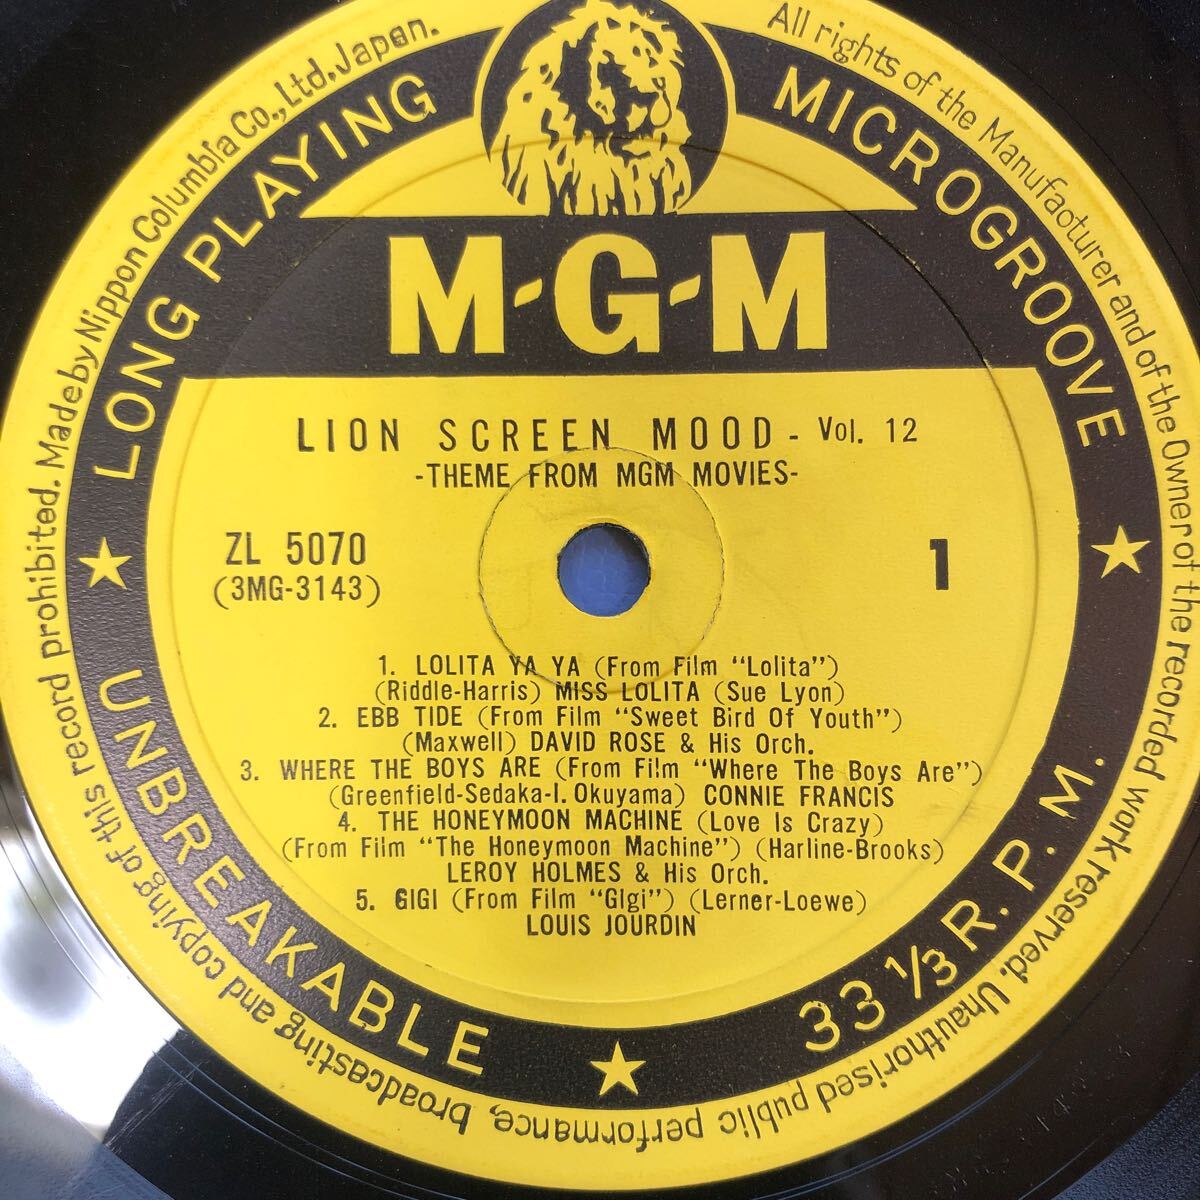 All rights of the Manufacturer and of the Owner of the recorded work reserved. Unauthorised public performance, broadcasting and copying of this record prohibited. Made by Nippon Columbia Co., Ltd. Japan.
LONG PLAYING
MICROGROOVE
M-G-M
LION SCREEN MOOD - Vol. 12
-THEME FROM MGM MOVIES-
ZL 5070
(3MG-3143)
1
1. LOLITA YA YA (From Film "Lolita")
(Riddle-Harris) MISS LOLITA (Sue Lyon)
2. EBB TIDE (From Film "Sweet Bird Of Youth")
(Maxwell) DAVID ROSE & His Orch.
3. WHERE THE BOYS ARE (From Film "Where The Boys Are")
(Greenfield-Sedaka-I. Okuyama) CONNIE FRANCIS
4. THE HONEYMOON MACHINE (Love Is Crazy)
(From Film "The Honeymoon Machine") (Harline-Brooks)
LEROY HOLMES & His Orch.
5. GIGI (From Film "GIgi") (Lerner-Loewe)
LOUIS JOURDIN
UNBREAKABLE
33 1/3 R. P. M.